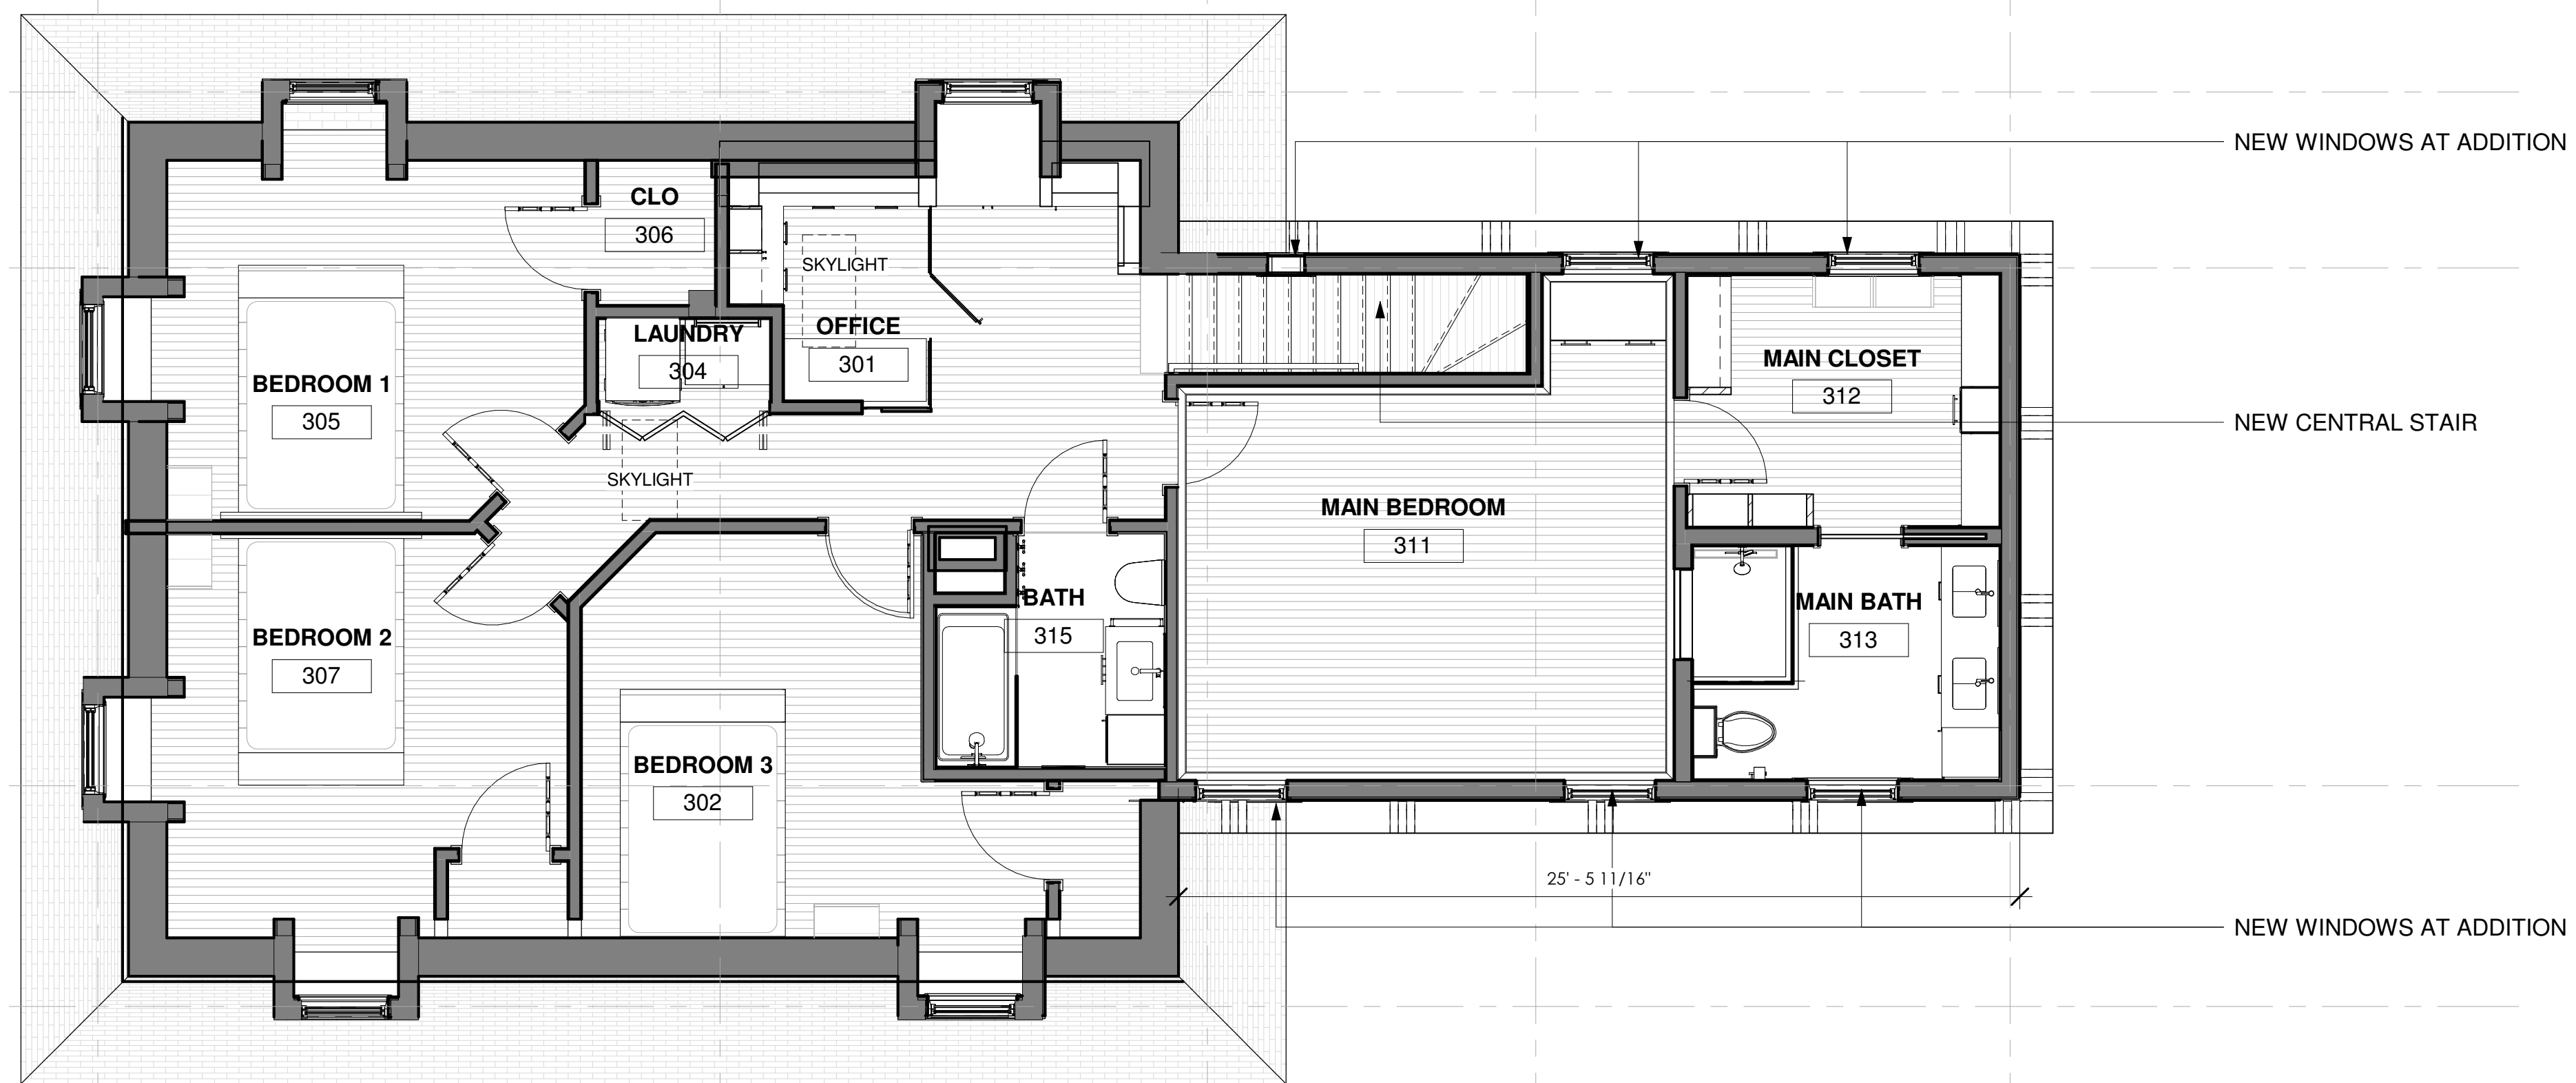 NEW WINDOWS AT ADDITION
CLO
306
SKYLIGHT
OFFICE
301
LAUNDRY
304
BEDROOM 1
305
MAIN CLOSET
312
NEW CENTRAL STAIR
SKYLIGHT
MAIN BEDROOM
311
BATH
315
MAIN BATH
313
BEDROOM 2
307
BEDROOM 3
302
25' - 5 11/16"
NEW WINDOWS AT ADDITION